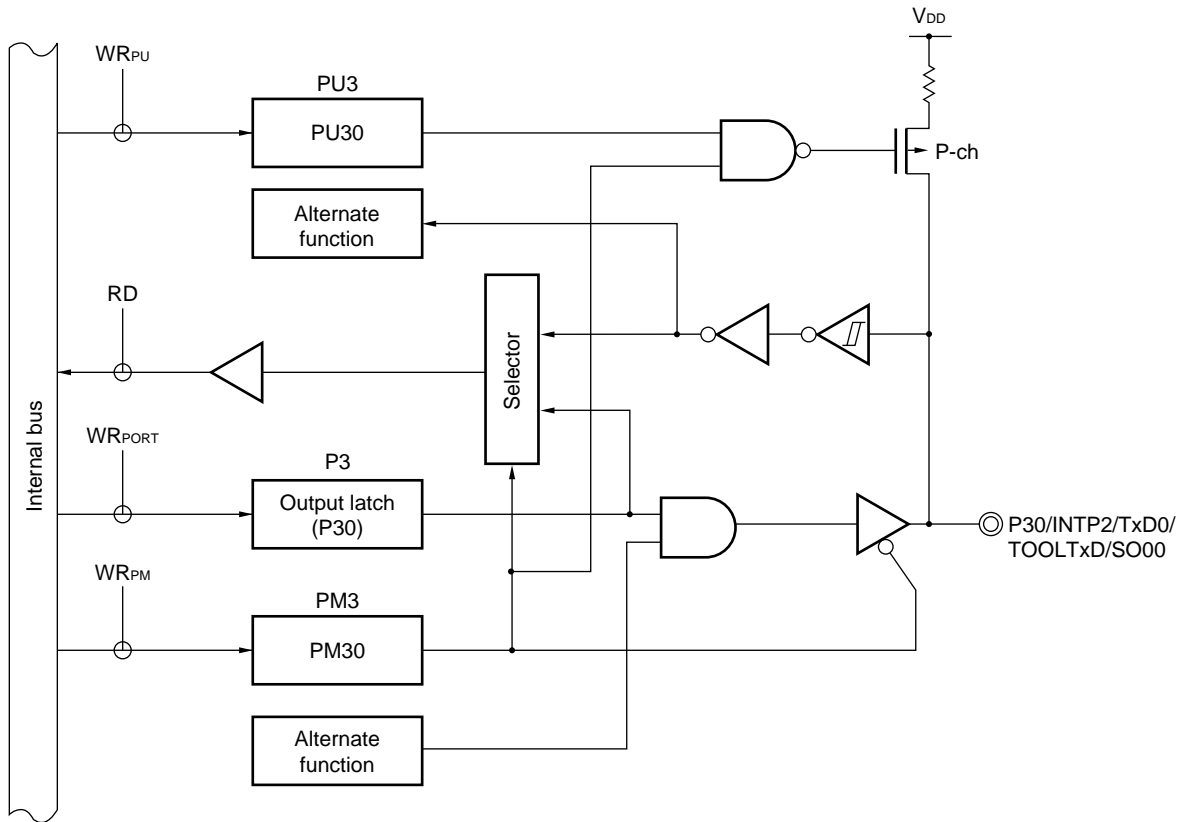 VDD
WRPU
PU3
PU30
P-ch
Alternate
function
RD
Selector
Internal bus
WRPORT
P3
Output latch
(P30)
P30/INTP2/TxD0/
TOOLTxD/SO00
WRPM
PM3
PM30
Alternate
function